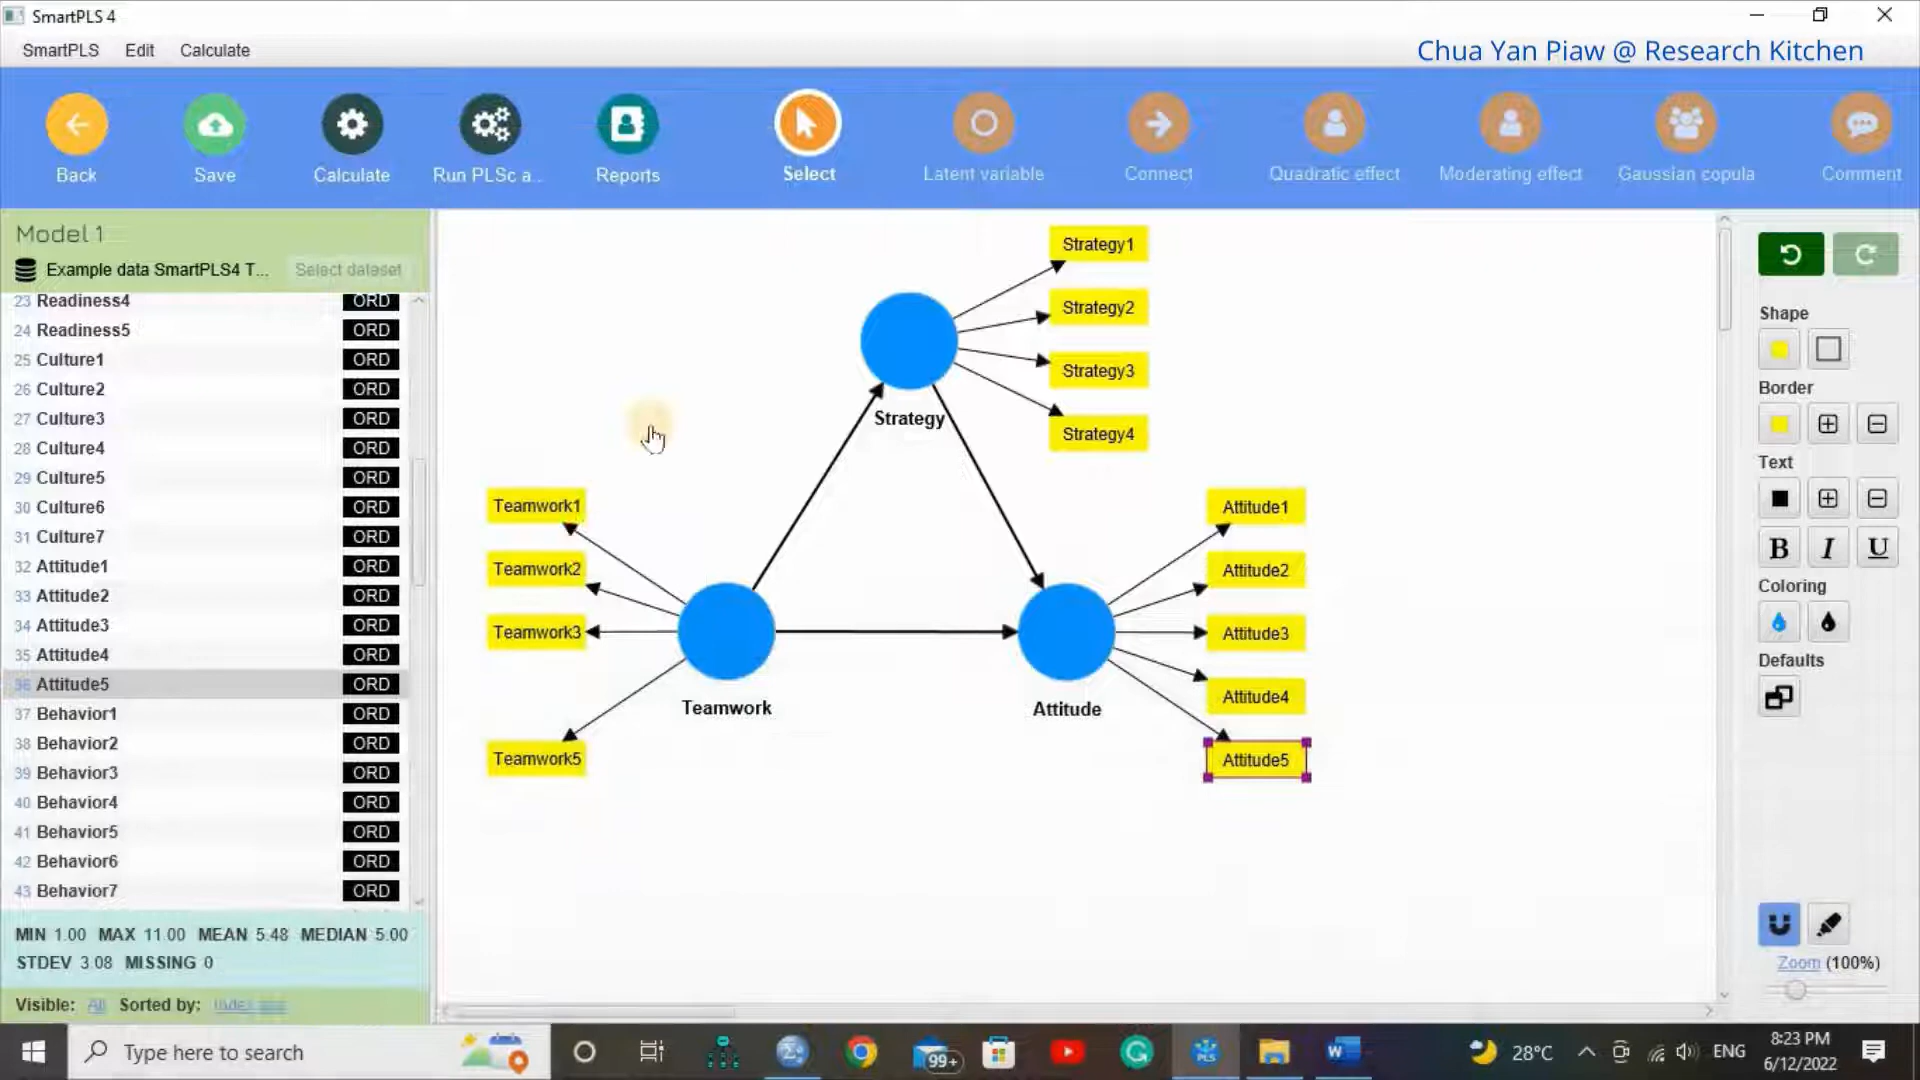 SmartPLS 4
SmartPLS Edit Calculate
Chua Yan Piaw @ Research Kitchen
Back Save Calculate Run PLSc a... Reports Select Latent variable Connect Quadratic effect Moderating effect Gaussian copula Comment
Model 1
Example data SmartPLS4 T... Select dataset
23 Readiness4 ORD
24 Readiness5 ORD
25 Culture1 ORD
26 Culture2 ORD
27 Culture3 ORD
28 Culture4 ORD
29 Culture5 ORD
30 Culture6 ORD
31 Culture7 ORD
32 Attitude1 ORD
33 Attitude2 ORD
34 Attitude3 ORD
35 Attitude4 ORD
36 Attitude5 ORD
37 Behavior1 ORD
38 Behavior2 ORD
39 Behavior3 ORD
40 Behavior4 ORD
41 Behavior5 ORD
42 Behavior6 ORD
43 Behavior7 ORD
MIN 1.00 MAX 11.00 MEAN 5.48 MEDIAN 5.00
STDEV 3.08 MISSING 0
Visible: All Sorted by: Index
Strategy1
Strategy2
Strategy3
Strategy4
Strategy
Teamwork1
Teamwork2
Teamwork3
Teamwork5
Teamwork
Attitude1
Attitude2
Attitude3
Attitude4
Attitude5
Attitude
Shape
Border
Text
B I U
Coloring
Defaults
Zoom (100%)
Type here to search
99+
PLS
28°C
ENG
8:23 PM
6/12/2022